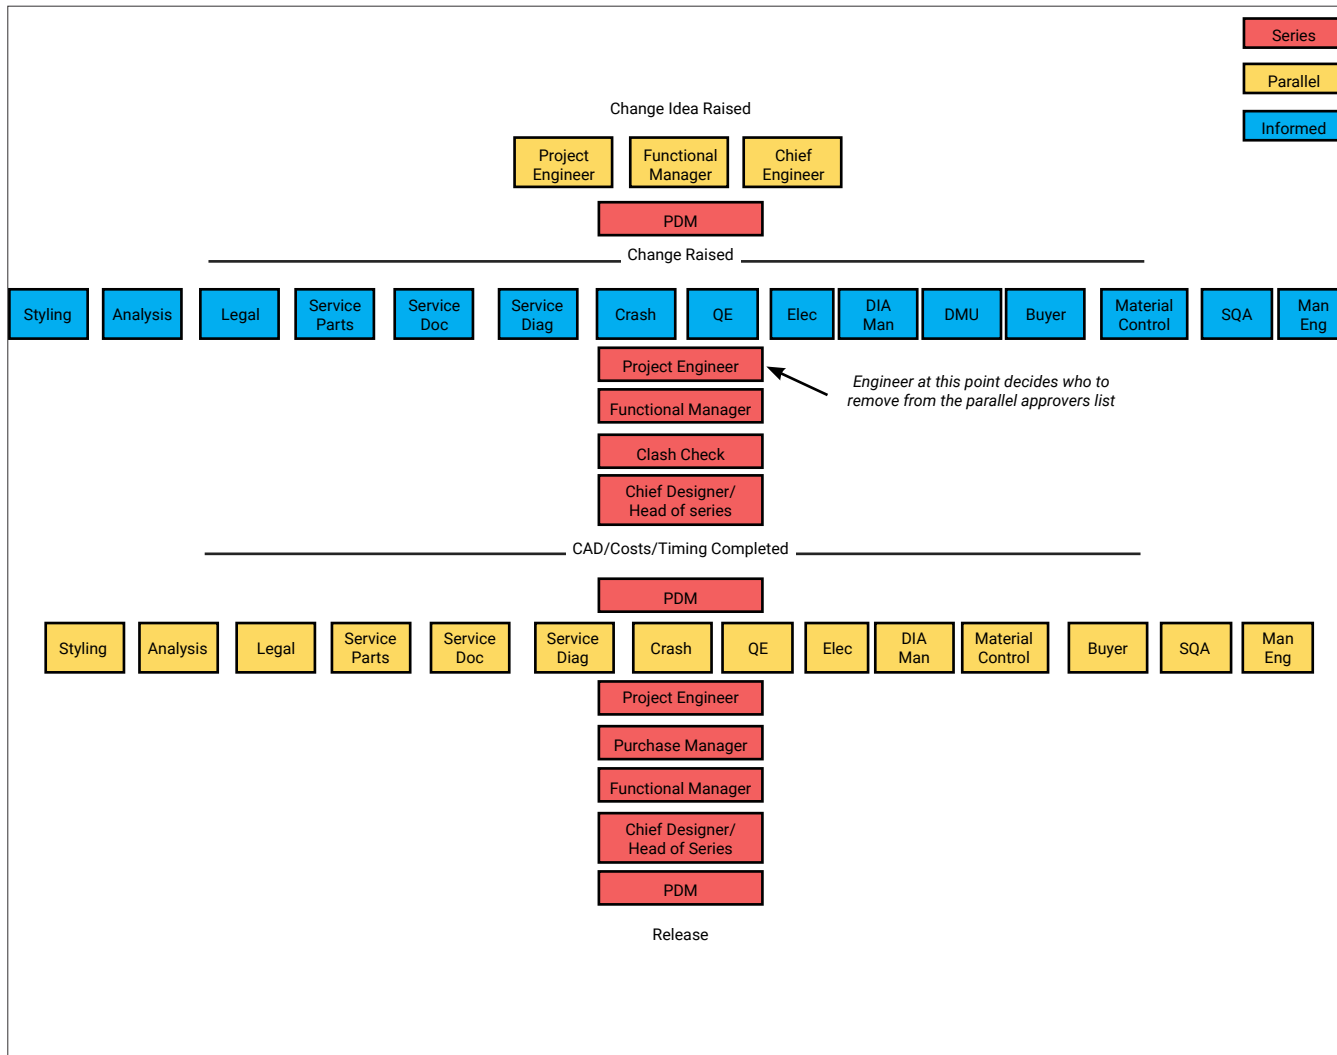 Series
Parallel
Informed
Change Idea Raised
Project
Engineer
Functional
Manager
Chief
Engineer
PDM
Change Raised
Styling
Analysis
Legal
Service
Parts
Service
Doc
Service
Diag
Crash
QE
Elec
DIA
Man
DMU
Buyer
Material
Control
SQA
Man
Eng
Project Engineer
Engineer at this point decides who to
remove from the parallel approvers list
Functional Manager
Clash Check
Chief Designer/
Head of series
CAD/Costs/Timing Completed
PDM
Styling
Analysis
Legal
Service
Parts
Service
Doc
Service
Diag
Crash
QE
Elec
DIA
Man
Material
Control
Buyer
SQA
Man
Eng
Project Engineer
Purchase Manager
Functional Manager
Chief Designer/
Head of Series
PDM
Release